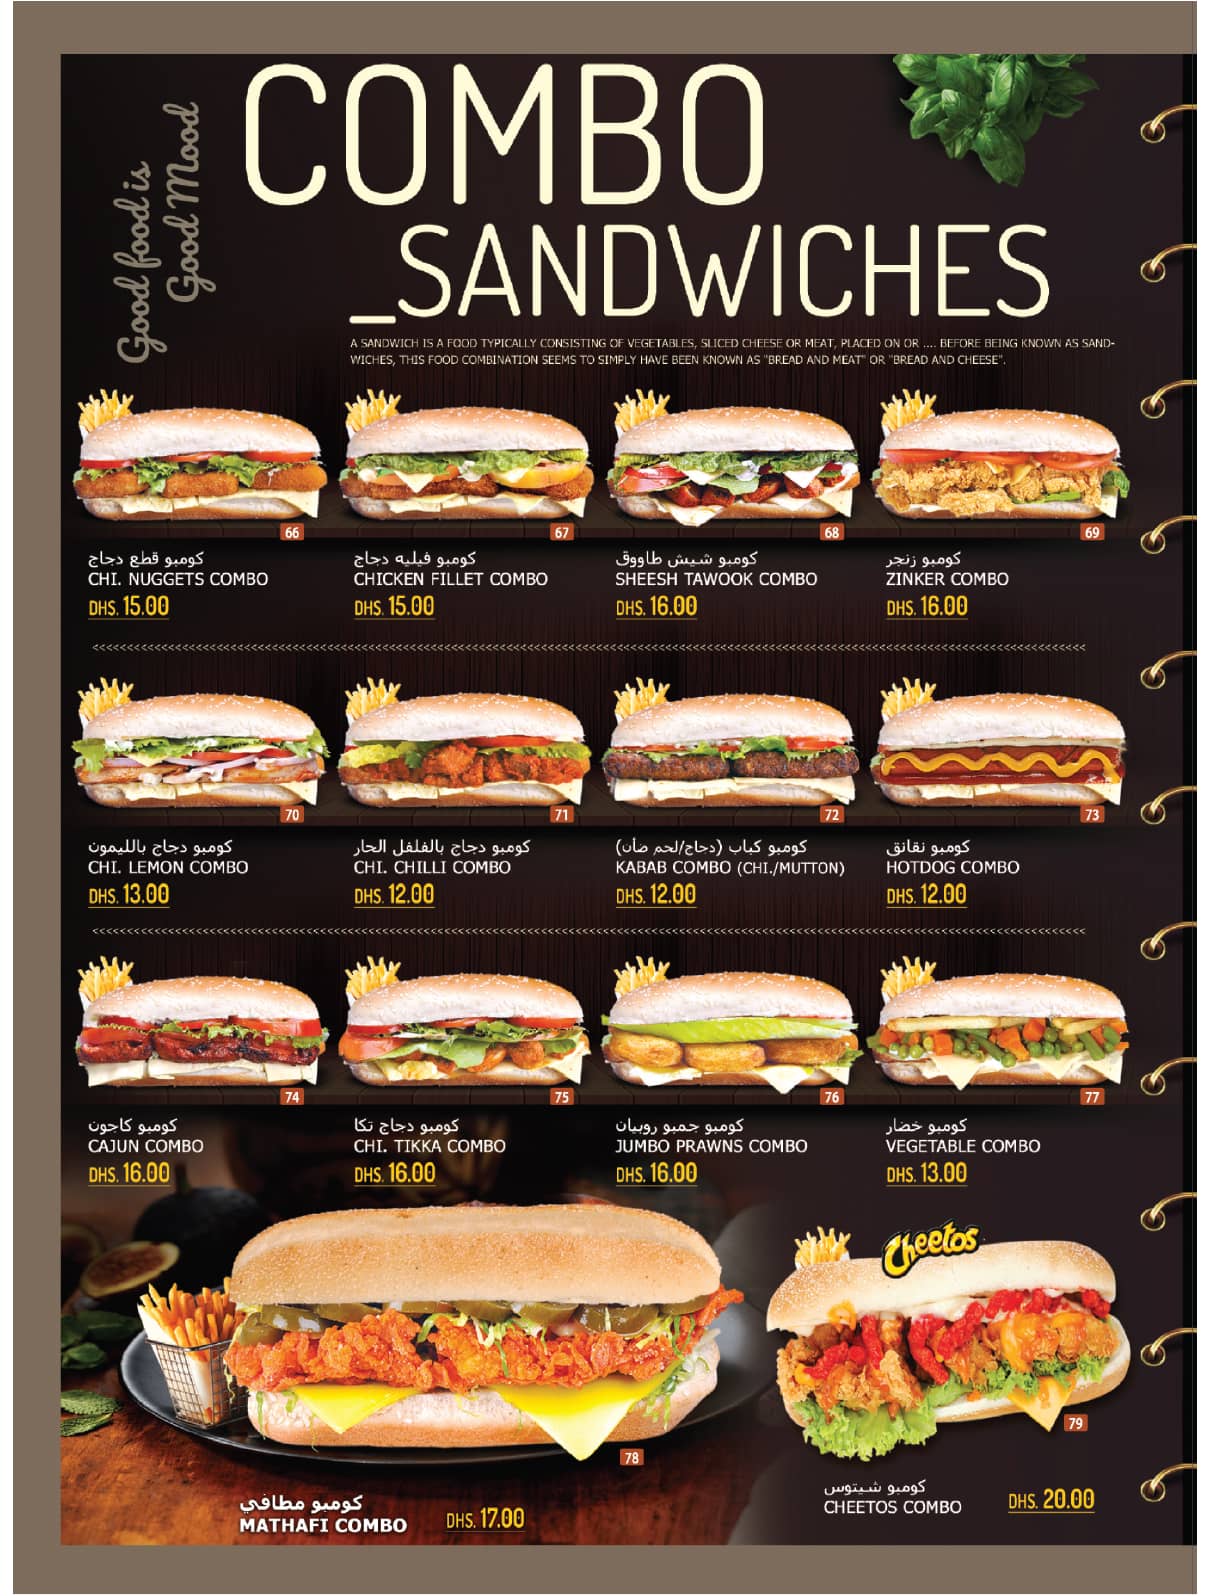 Good food is
Good Mood
COMBO
_SANDWICHES
A SANDWICH IS A FOOD TYPICALLY CONSISTING OF VEGETABLES, SLICED CHEESE OR MEAT, PLACED ON OR .... BEFORE BEING KNOWN AS SAND-
WICHES, THIS FOOD COMBINATION SEEMS TO SIMPLY HAVE BEEN KNOWN AS "BREAD AND MEAT" OR "BREAD AND CHEESE".
66
كومبو قطع دجاج
CHI. NUGGETS COMBO
DHS. 15.00
67
كومبو فيليه دجاج
CHICKEN FILLET COMBO
DHS. 15.00
68
كومبو شيش طاووق
SHEESH TAWOOK COMBO
DHS. 16.00
69
كومبو زنجر
ZINKER COMBO
DHS. 16.00
70
كومبو دجاج بالليمون
CHI. LEMON COMBO
DHS. 13.00
71
كومبو دجاج بالفلفل الحار
CHI. CHILLI COMBO
DHS. 12.00
72
كومبو كباب (دجاج/لحم ضأن)
KABAB COMBO (CHI./MUTTON)
DHS. 12.00
73
كومبو نقانق
HOTDOG COMBO
DHS. 12.00
74
كومبو كاجون
CAJUN COMBO
DHS. 16.00
75
كومبو دجاج تكا
CHI. TIKKA COMBO
DHS. 16.00
76
كومبو جمبو روبيان
JUMBO PRAWNS COMBO
DHS. 16.00
77
كومبو خضار
VEGETABLE COMBO
DHS. 13.00
78
كومبو مطافي
MATHAFI COMBO
DHS. 17.00
Cheetos
79
كومبو شيتوس
CHEETOS COMBO
DHS. 20.00